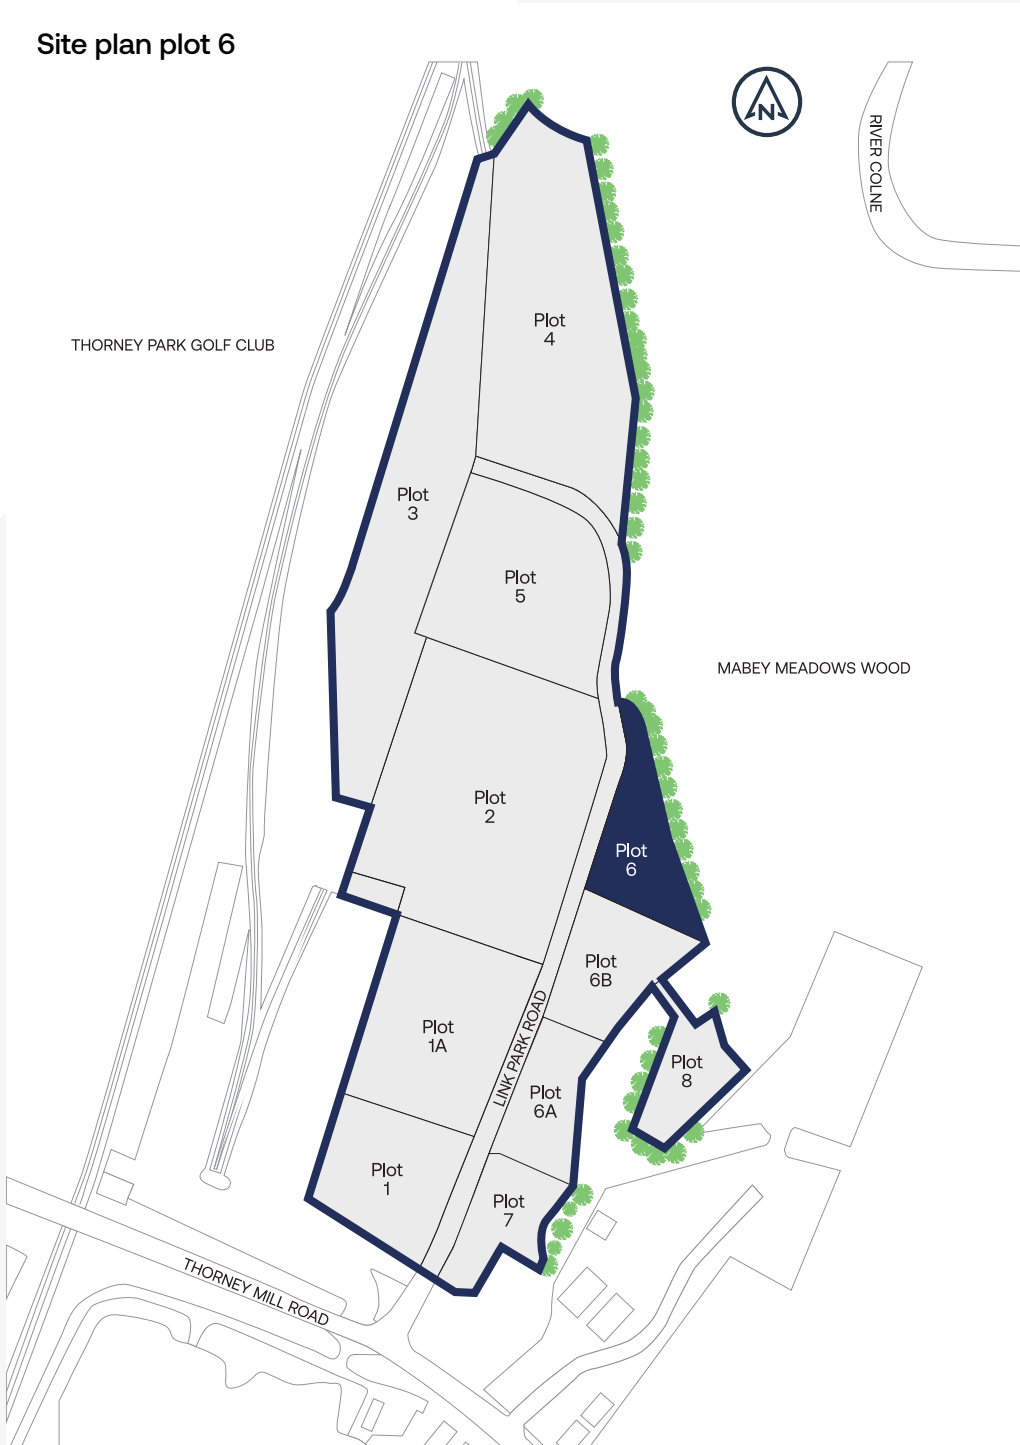 Site plan plot 6
N
RIVER COLNE
THORNEY PARK GOLF CLUB
Plot
4
Plot
3
Plot
5
MABEY MEADOWS WOOD
Plot
2
Plot
6
Plot
6B
Plot
1A
LINK PARK ROAD
Plot
8
Plot
6A
Plot
1
Plot
7
THORNEY MILL ROAD